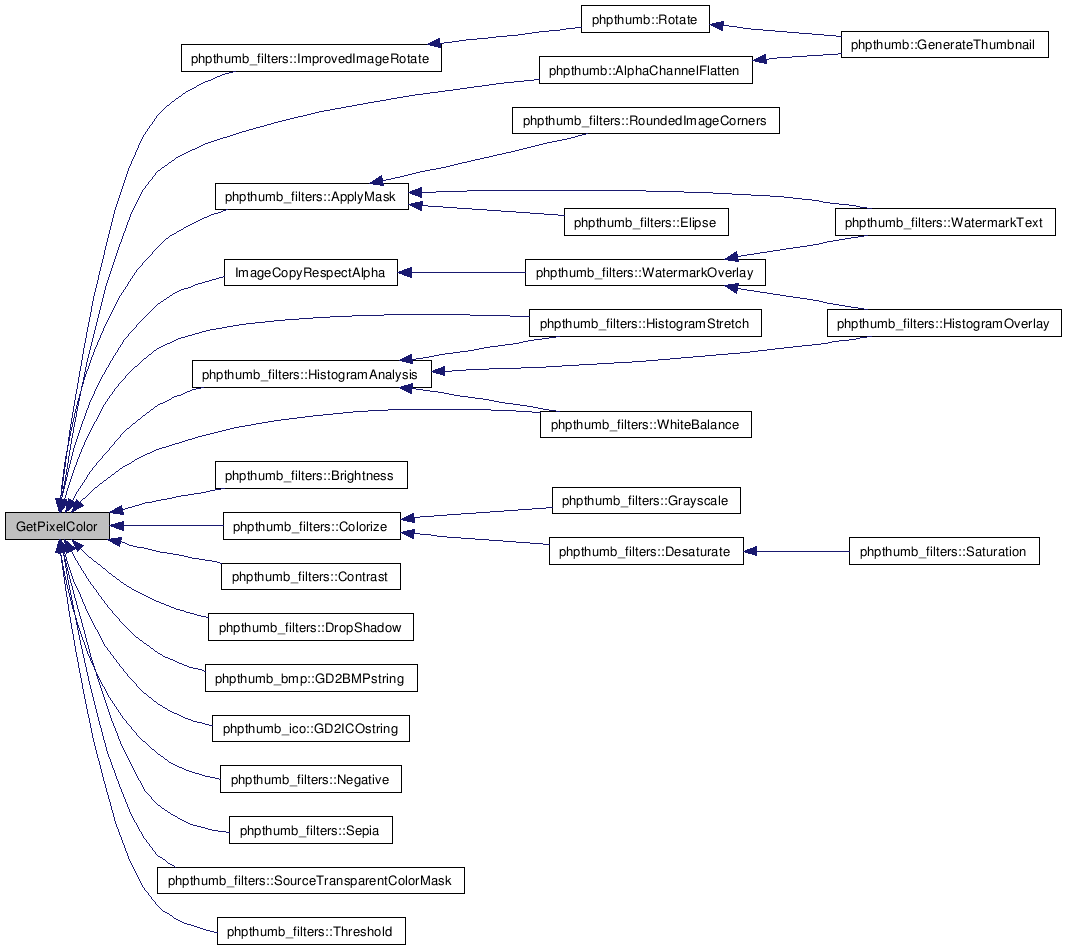 phpthumb::Rotate
phpthumb::GenerateThumbnail
phpthumb_filters::ImprovedImageRotate
phpthumb::AlphaChannelFlatten
phpthumb_filters::RoundedImageCorners
phpthumb_filters::ApplyMask
phpthumb_filters::Elipse
phpthumb_filters::WatermarkText
ImageCopyRespectAlpha
phpthumb_filters::WatermarkOverlay
phpthumb_filters::HistogramStretch
phpthumb_filters::HistogramOverlay
phpthumb_filters::HistogramAnalysis
phpthumb_filters::WhiteBalance
phpthumb_filters::Brightness
phpthumb_filters::Grayscale
GetPixelColor
phpthumb_filters::Colorize
phpthumb_filters::Desaturate
phpthumb_filters::Saturation
phpthumb_filters::Contrast
phpthumb_filters::DropShadow
phpthumb_bmp::GD2BMPstring
phpthumb_ico::GD2ICOstring
phpthumb_filters::Negative
phpthumb_filters::Sepia
phpthumb_filters::SourceTransparentColorMask
phpthumb_filters::Threshold